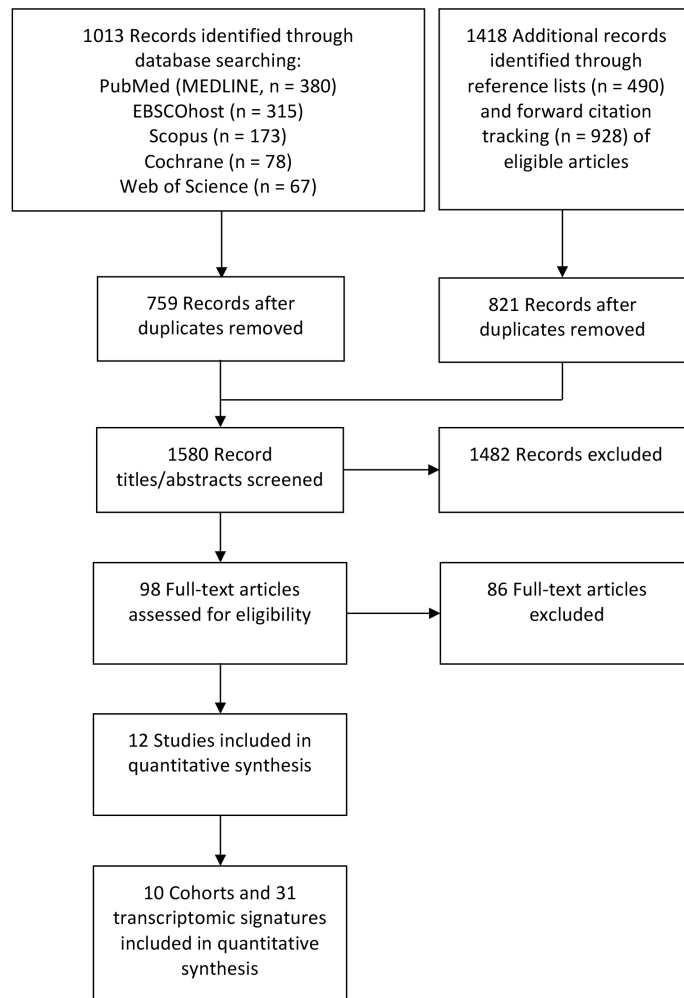 1013 Records identified through
database searching:
PubMed (MEDLINE, n = 380)
EBSCOhost (n = 315)
Scopus (n = 173)
Cochrane (n = 78)
Web of Science (n = 67)
1418 Additional records
identified through
reference lists (n = 490)
and forward citation
tracking (n = 928) of
eligible articles
759 Records after
duplicates removed
821 Records after
duplicates removed
1580 Record
titles/abstracts screened
1482 Records excluded
98 Full-text articles
assessed for eligibility
86 Full-text articles
excluded
12 Studies included in
quantitative synthesis
10 Cohorts and 31
transcriptomic signatures
included in quantitative
synthesis